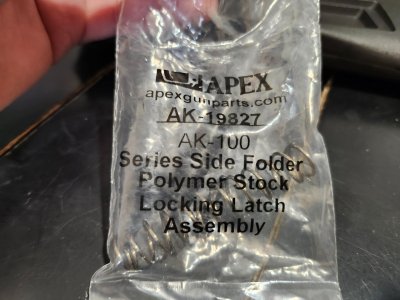 APEX
apexgunparts.com
AK-19827
AK-100
Series Side Folder
Polymer Stock
Locking Latch
Assembly